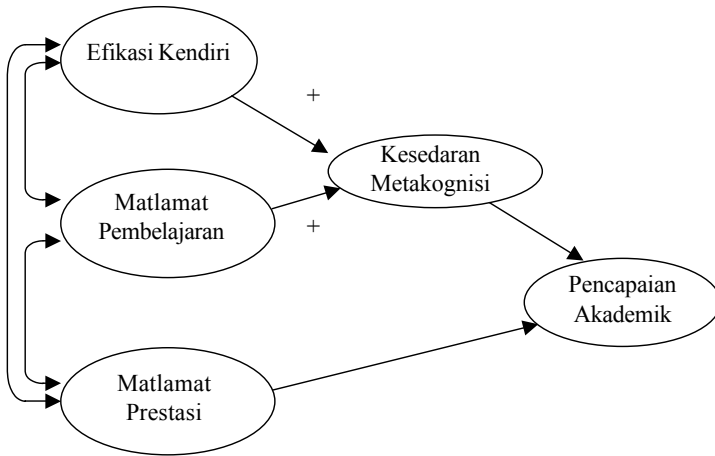 Efikasi Kendiri
+
Kesedaran
Metakognisi
Matlamat
Pembelajaran
+
Pencapaian
Akademik
Matlamat
Prestasi